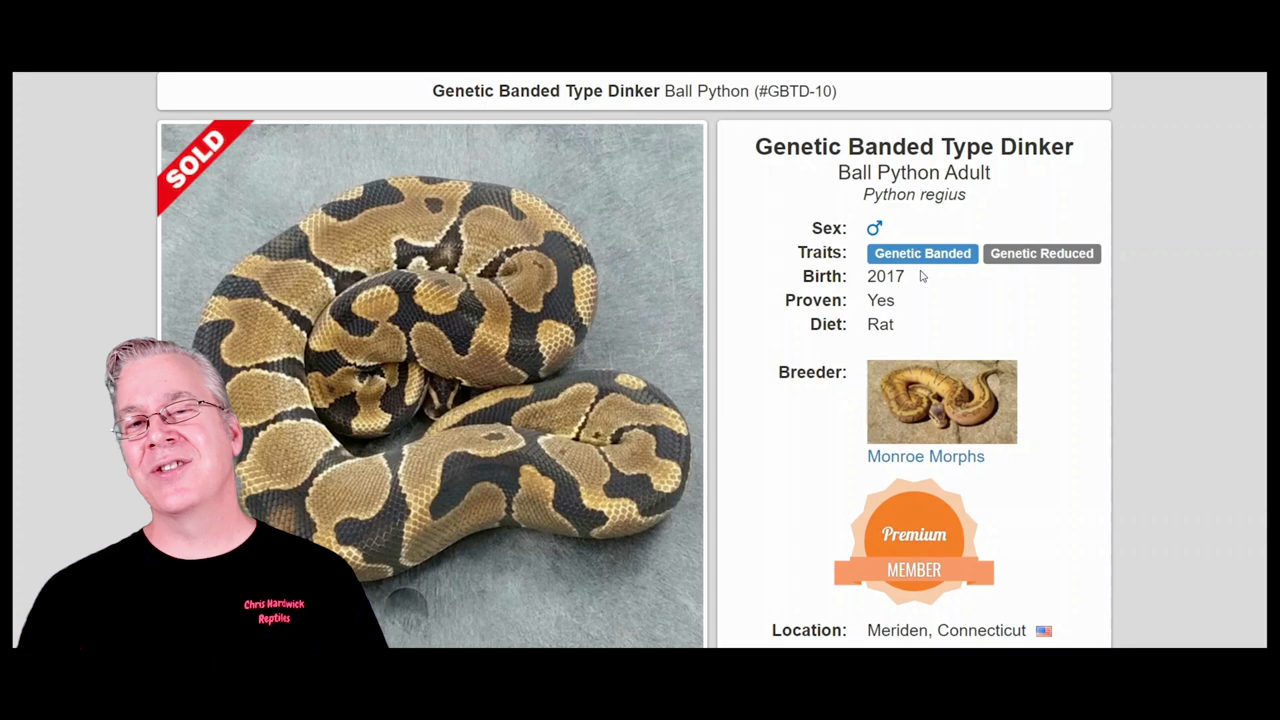 Genetic Banded Type Dinker Ball Python (#GBTD-10)
SOLD
Genetic Banded Type Dinker
Ball Python Adult
Python regius
Sex: ♂
Traits: Genetic Banded Genetic Reduced
Birth: 2017
Proven: Yes
Diet: Rat
Breeder:
Monroe Morphs
Premium
MEMBER
Location: Meriden, Connecticut
Chris Hardwick
Reptiles